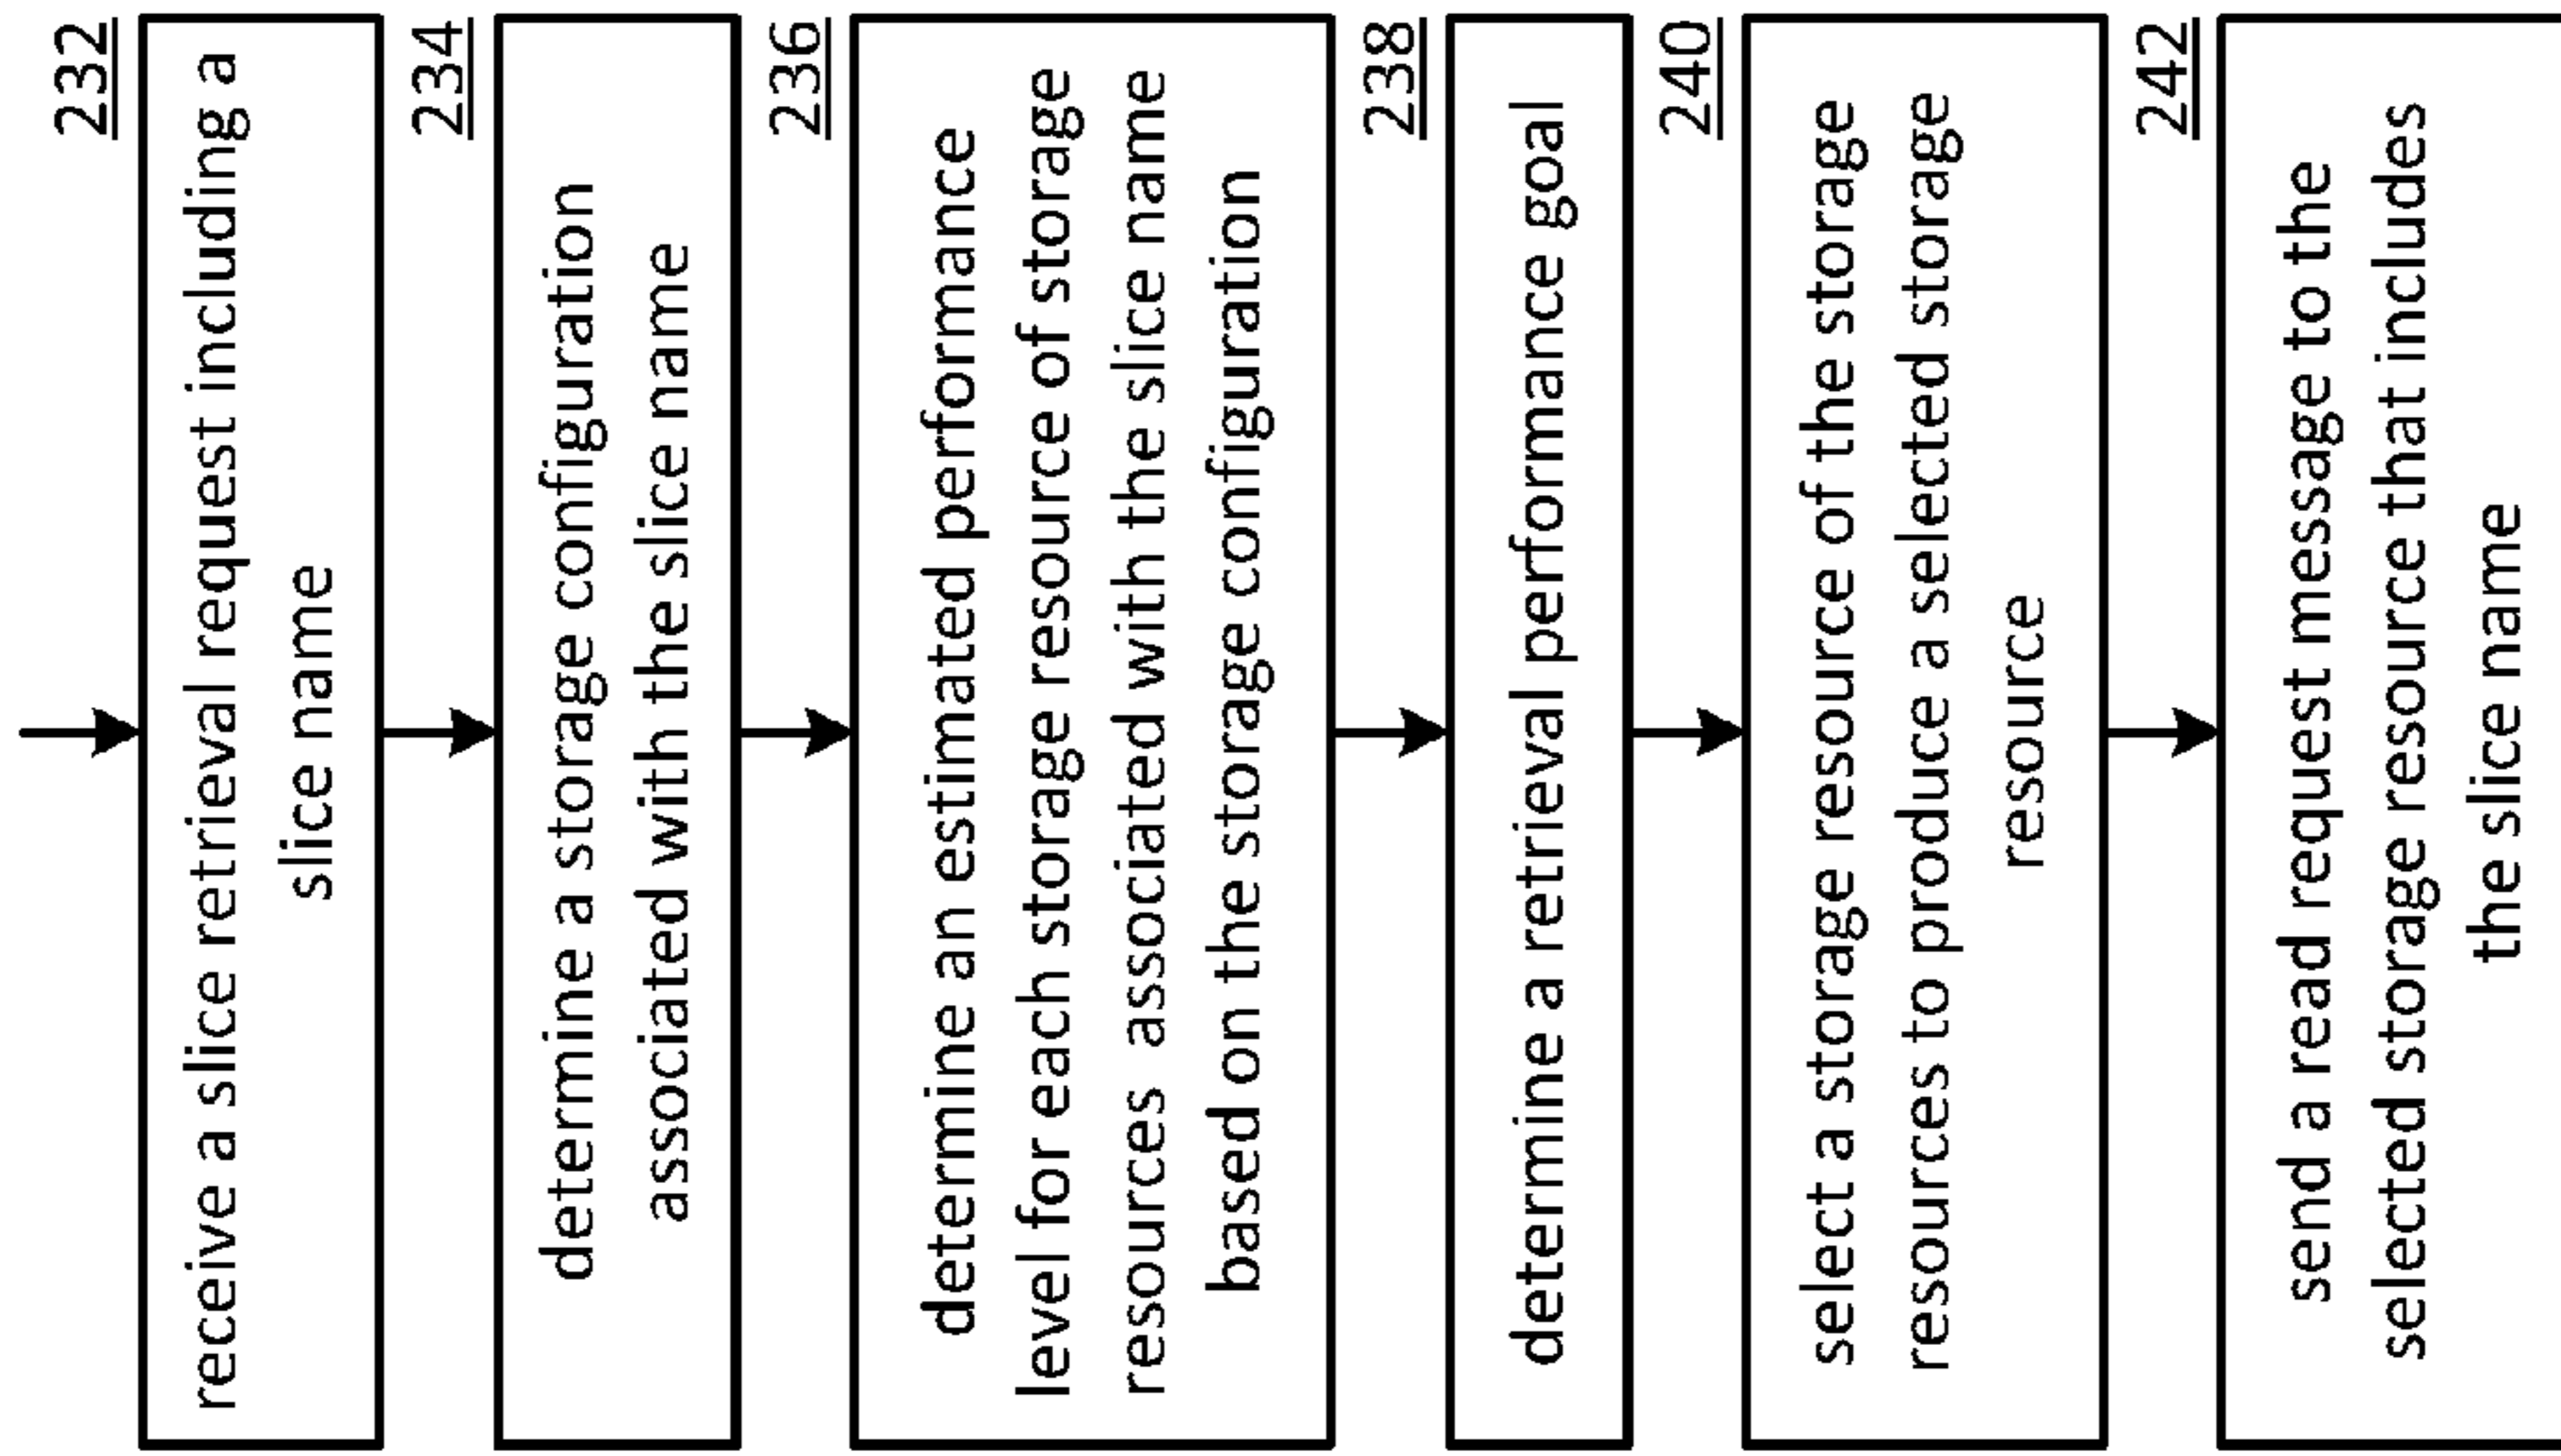 232
receive a slice retrieval request including a
slice name
234
determine a storage configuration
associated with the slice name
236
determine an estimated performance
level for each storage resource of storage
resources associated with the slice name
based on the storage configuration
238
determine a retrieval performance goal
240
select a storage resource of the storage
resources to produce a selected storage
resource
242
send a read request message to the
selected storage resource that includes
the slice name